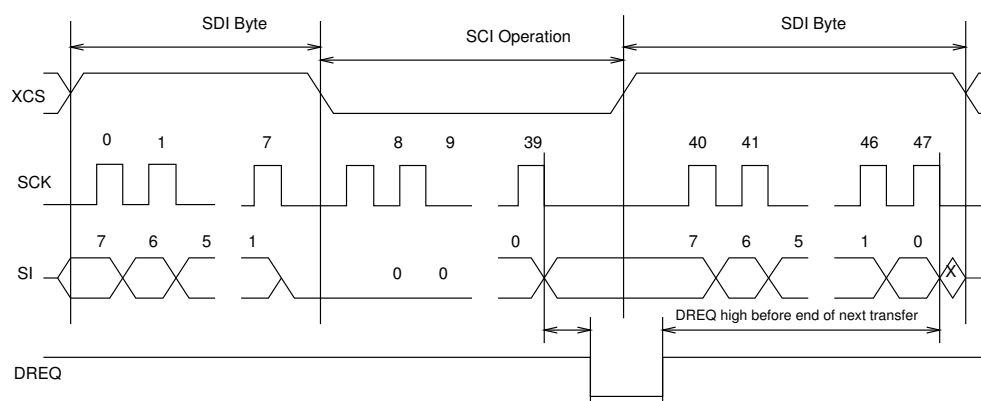 SDI Byte SCI Operation SDI Byte
XCS
0 1 7 8 9 39 40 41 46 47
SCK
7 6 5 1 0 7 6 5 1 0
SI 0 0 X
DREQ high before end of next transfer
DREQ